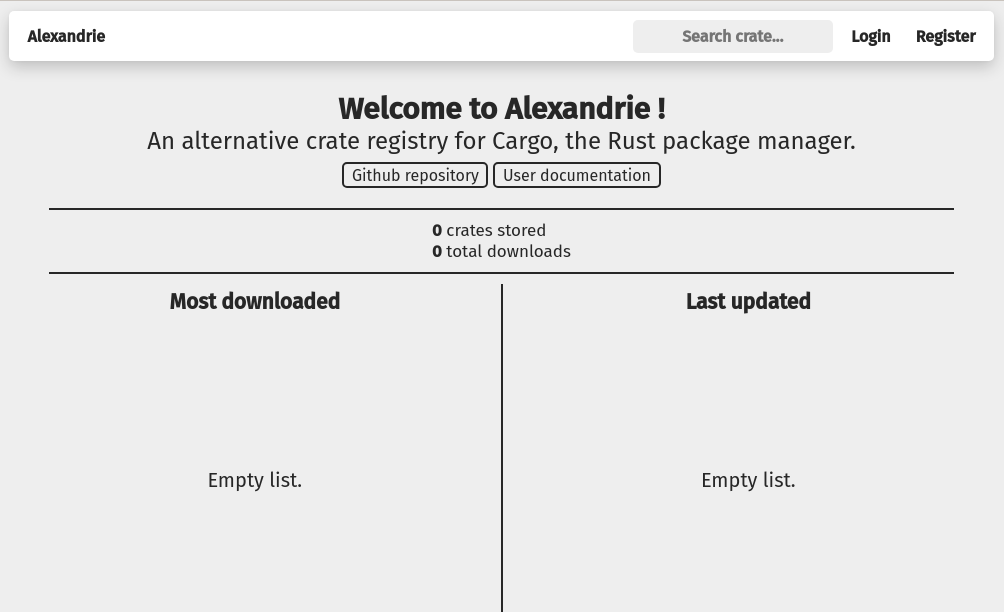 Alexandrie
Search crate...
Login
Register
Welcome to Alexandrie !
An alternative crate registry for Cargo, the Rust package manager.
Github repository
User documentation
0 crates stored
0 total downloads
Most downloaded
Empty list.
Last updated
Empty list.